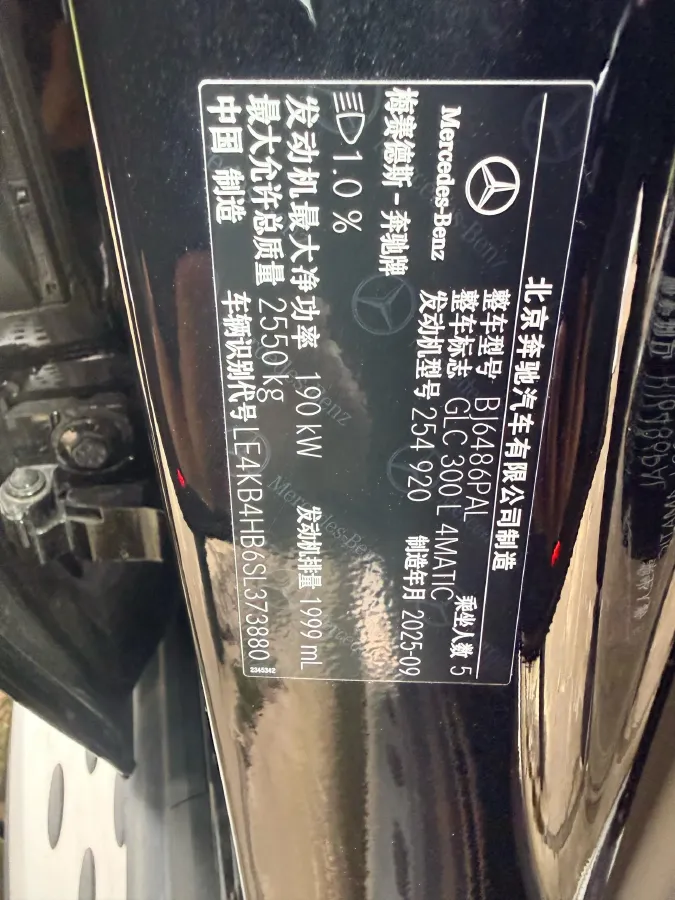 北京奔驰汽车有限公司制造
Mercedes-Benz
梅赛德斯-奔驰牌
整车型号 BJ6486PAL
整车标志 GLC 300 L 4MATIC 乘坐人数 5
发动机型号 254 920 制造年月 2025-09
1.0 %
发动机最大净功率 190 kW 发动机排量 1999 mL
最大允许总质量 2550 kg
中国 制造 车辆识别代号 LE4KB4HB6SL373880
2345342